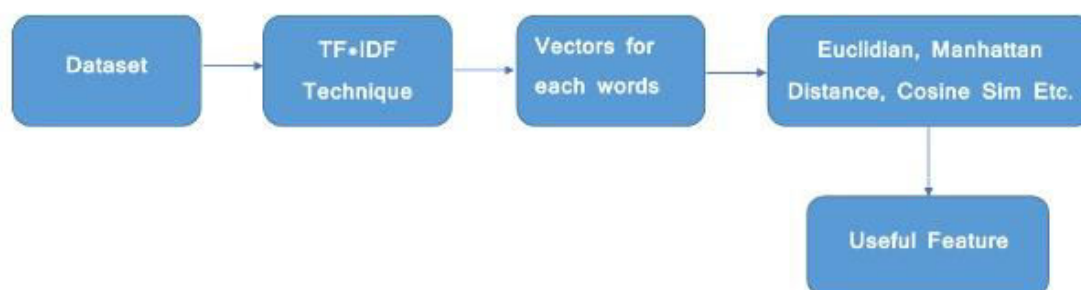 Dataset
TF•IDF
Technique
Vectors for
each words
Euclidian, Manhattan
Distance, Cosine Sim Etc.
Useful Feature